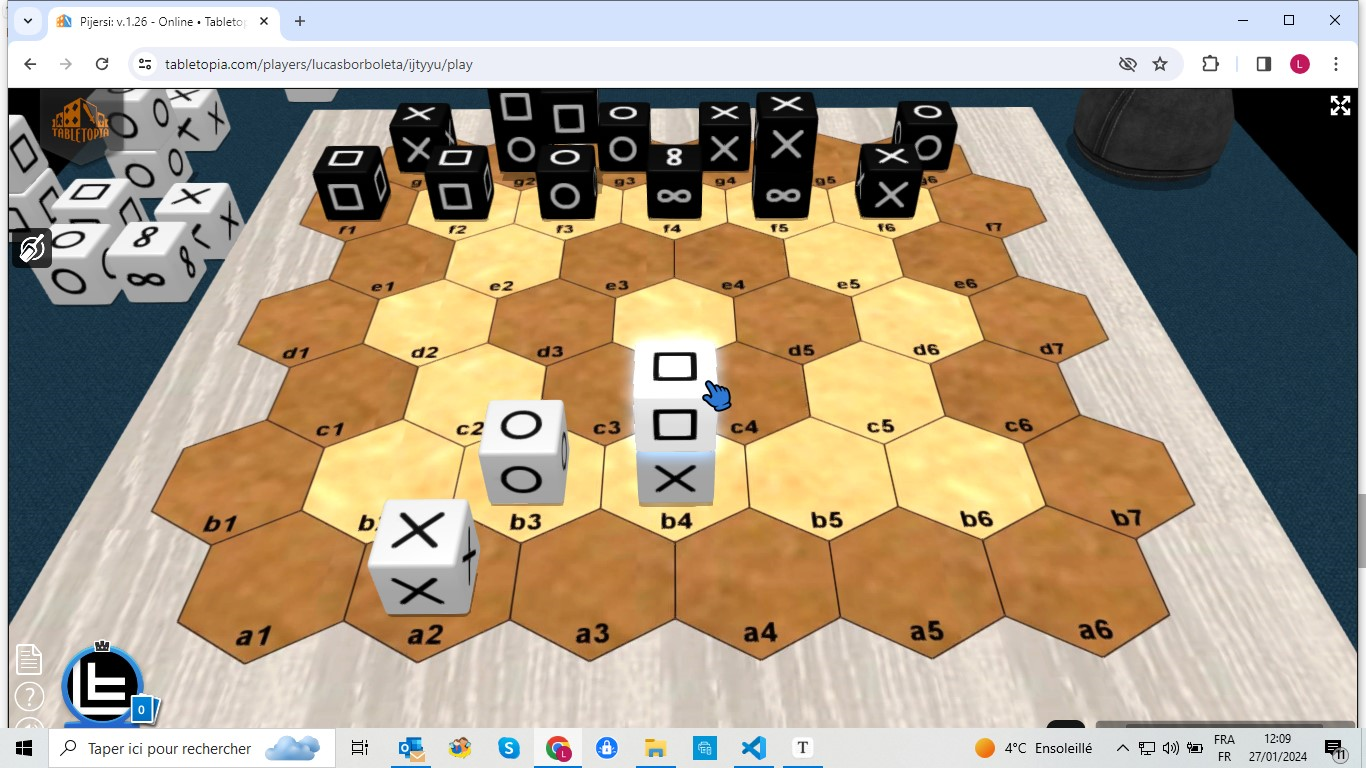 Pijersi: v.1.26 - Online • Tabletop
tabletopia.com/players/lucasborboleta/ijtyyu/play
L
TABLETOPIA
8
∞
8
∞
8
∞
g2 g3 g4 g5
f1 f2 f3 f4 f5 f6 f7
e1 e2 e3 e4 e5 e6
d1 d2 d3 d5 d6 d7
c1 c2 c3 c4 c5 c6
b1 b3 b4 b5 b6 b7
a1 a2 a3 a4 a5 a6
?
0
Taper ici pour rechercher
L
T
4°C Ensoleillé
FRA
FR
12:09
27/01/2024
11